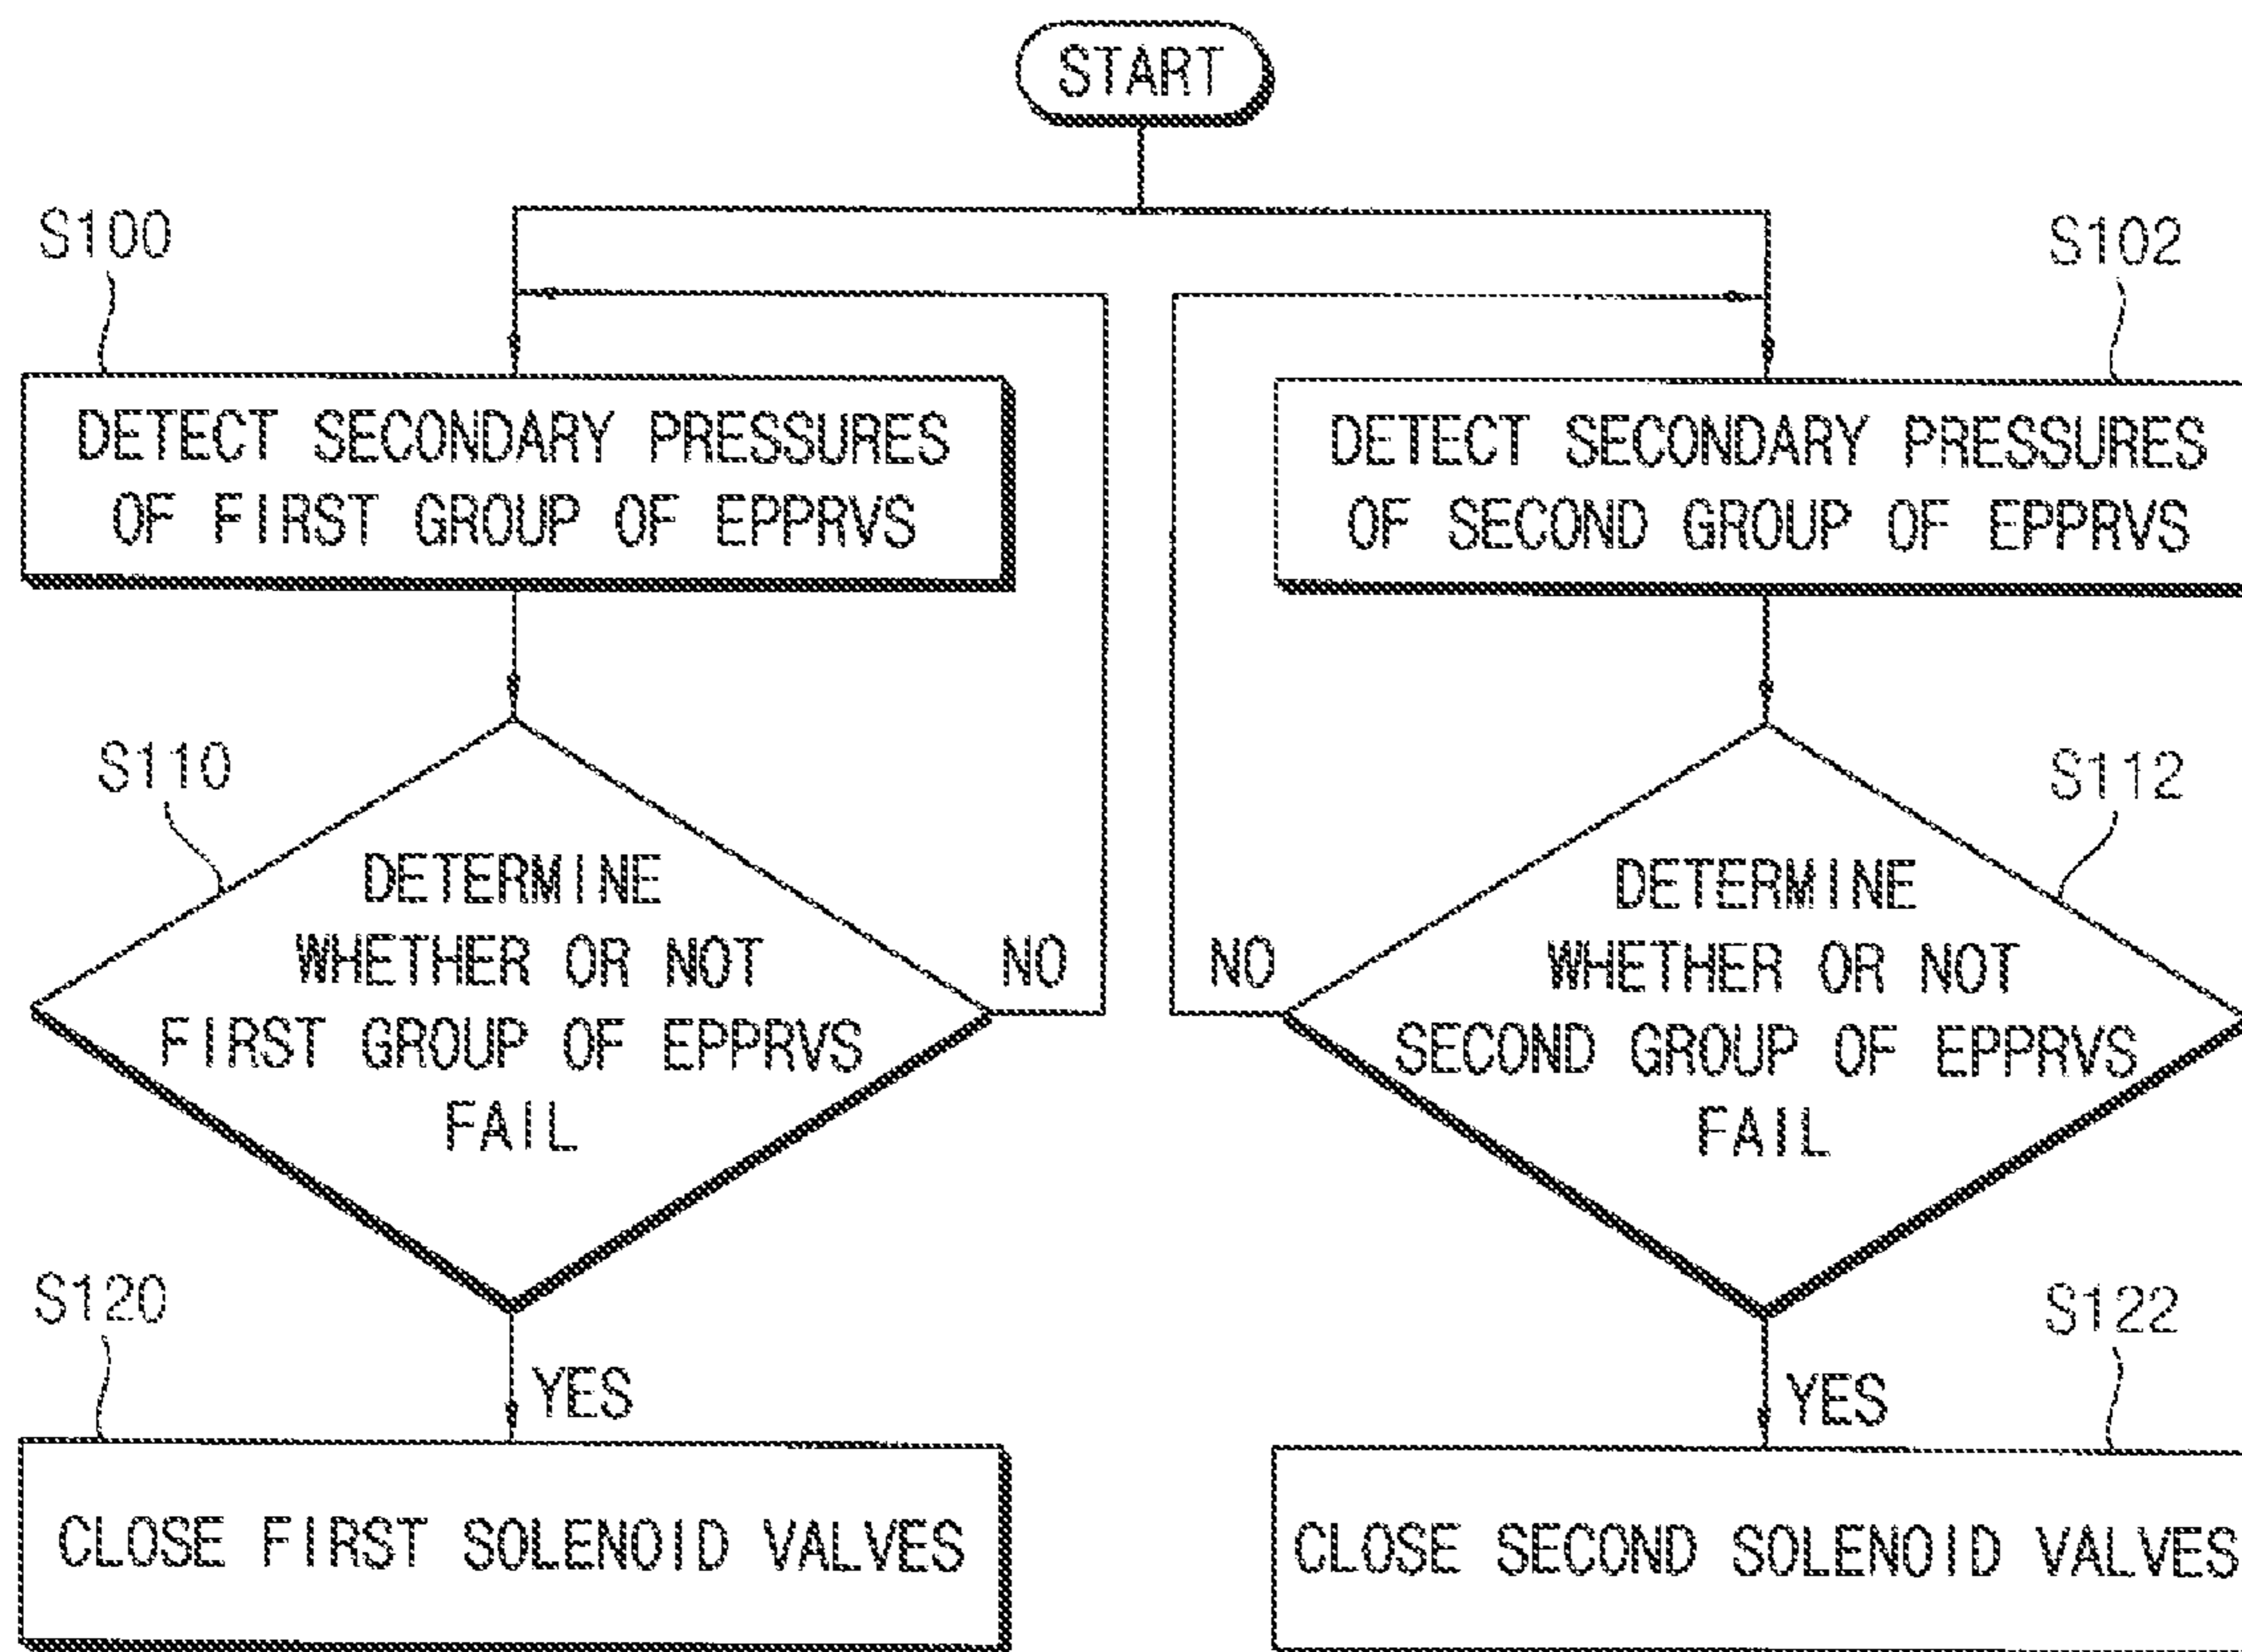 START
S100
S102
DETECT SECONDARY PRESSURES
OF FIRST GROUP OF EPPRVS
DETECT SECONDARY PRESSURES
OF SECOND GROUP OF EPPRVS
S110
S112
DETERMINE
WHETHER OR NOT
FIRST GROUP OF EPPRVS
FAIL
NO
NO
DETERMINE
WHETHER OR NOT
SECOND GROUP OF EPPRVS
FAIL
S120
S122
YES
YES
CLOSE FIRST SOLENOID VALVES
CLOSE SECOND SOLENOID VALVES